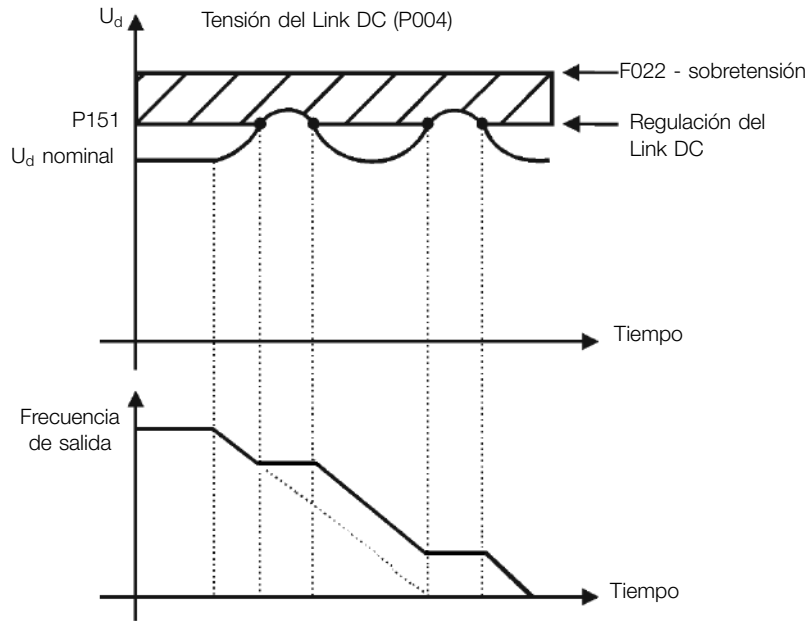 U_d
Tensión del Link DC (P004)
F022 - sobretensión
P151
Regulación del
Link DC
U_d nominal
Tiempo
Frecuencia
de salida
Tiempo